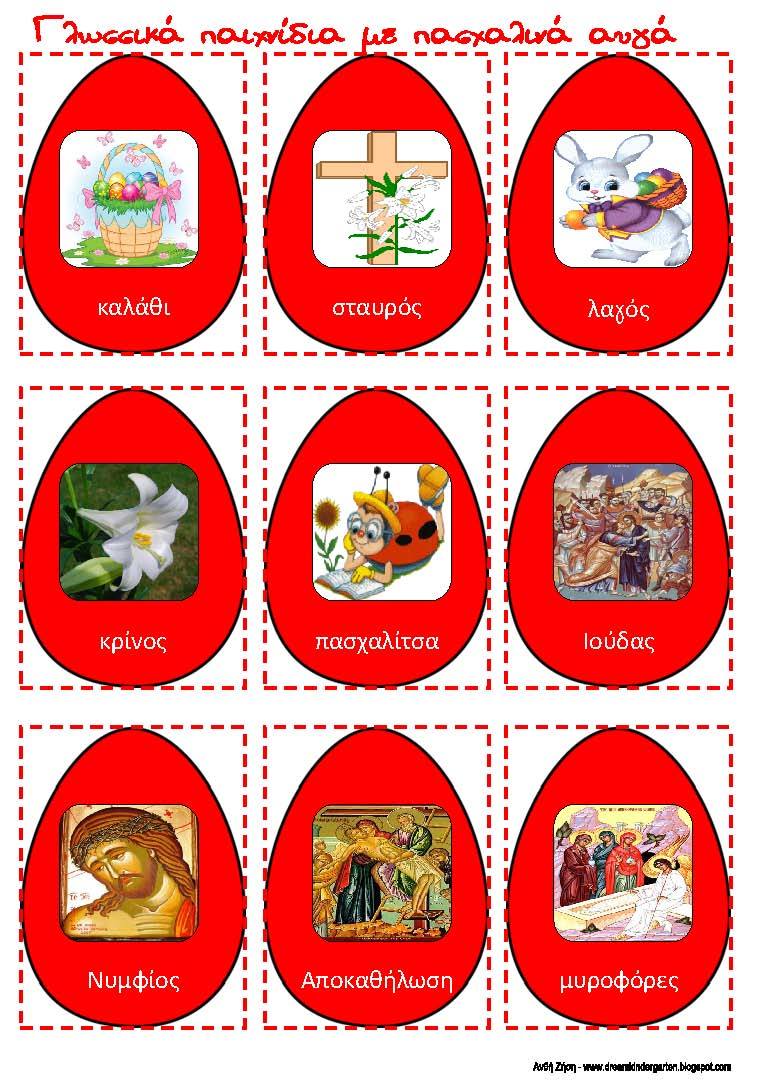 Γλωσσικά παιχνίδια με πασχαλινά αυγά
καλάθι
σταυρός
λαγός
κρίνος
πασχαλίτσα
Ιούδας
Νυμφίος
Αποκαθήλωση
μυροφόρες
Ανθή Ζήση - www.dreamkindergarten.blogspot.com